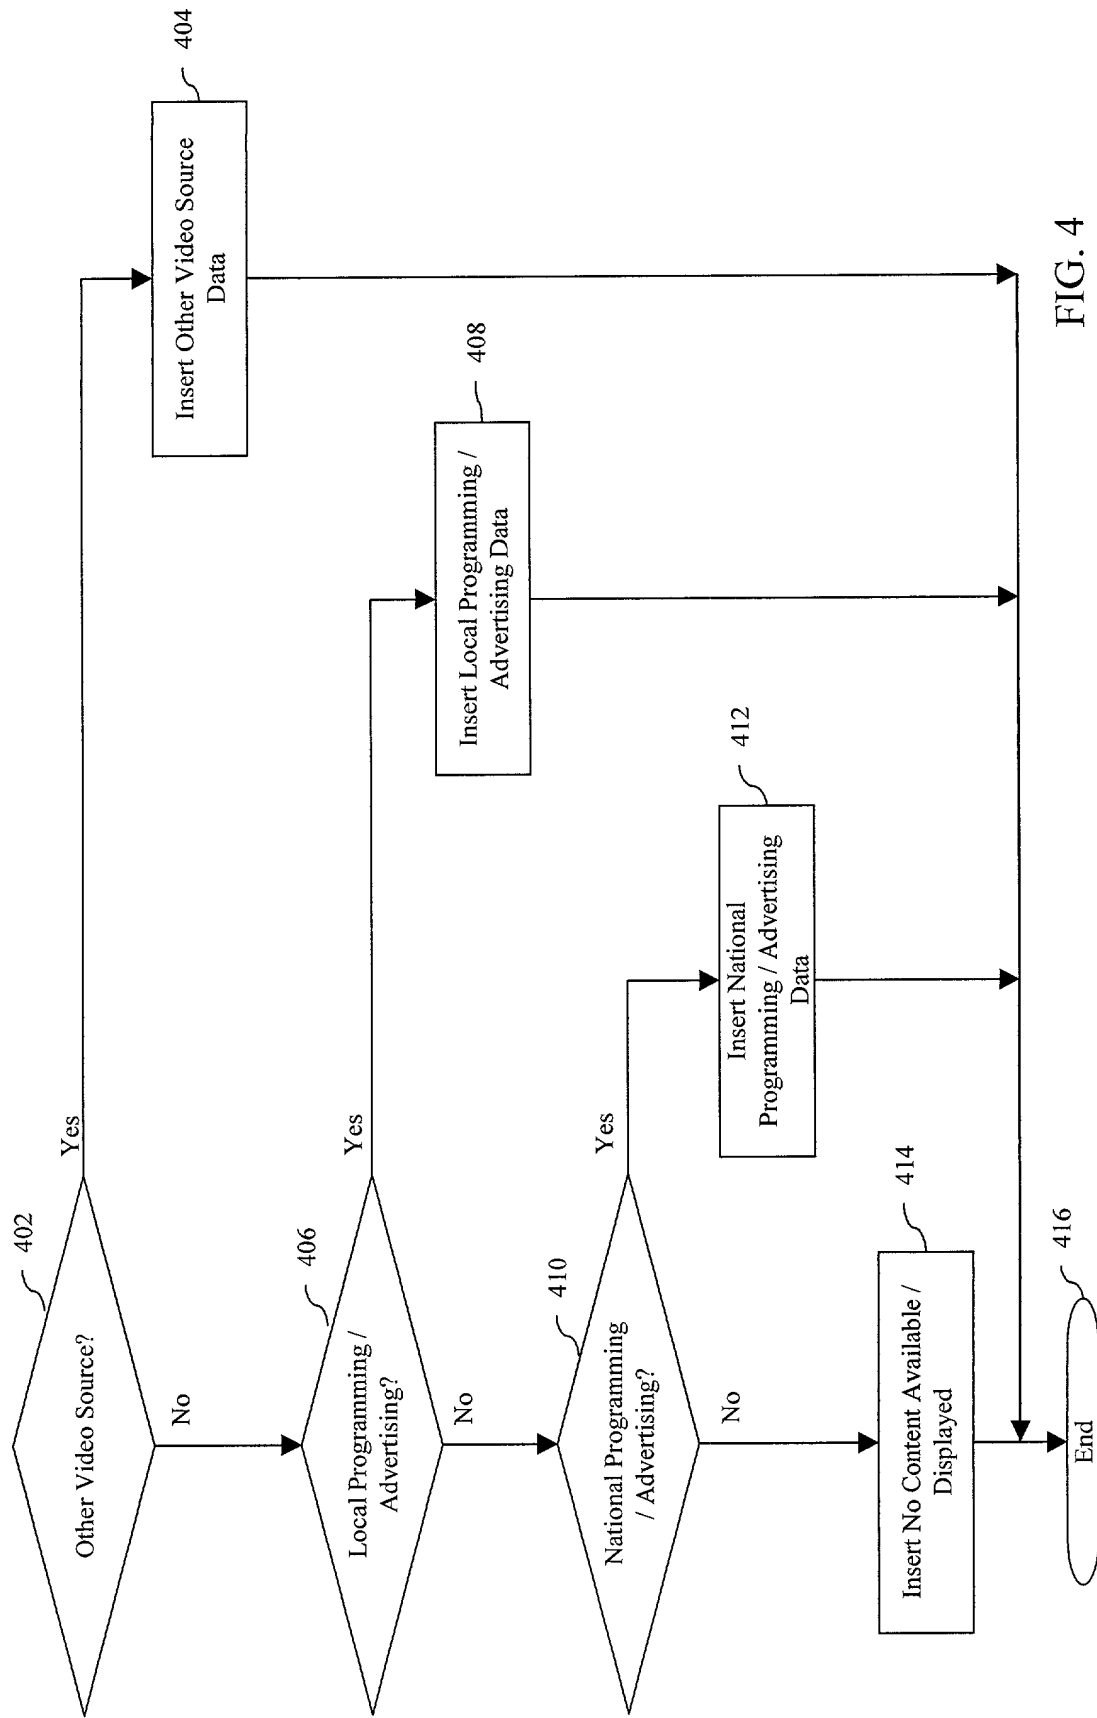 Other Video Source?
402
Yes
No
Insert Other Video Source
Data
404
Local Programming /
Advertising?
406
Yes
No
Insert Local Programming /
Advertising Data
408
National Programming
/ Advertising?
410
Yes
No
Insert National
Programming / Advertising
Data
412
Insert No Content Available /
Displayed
414
End
416
FIG. 4